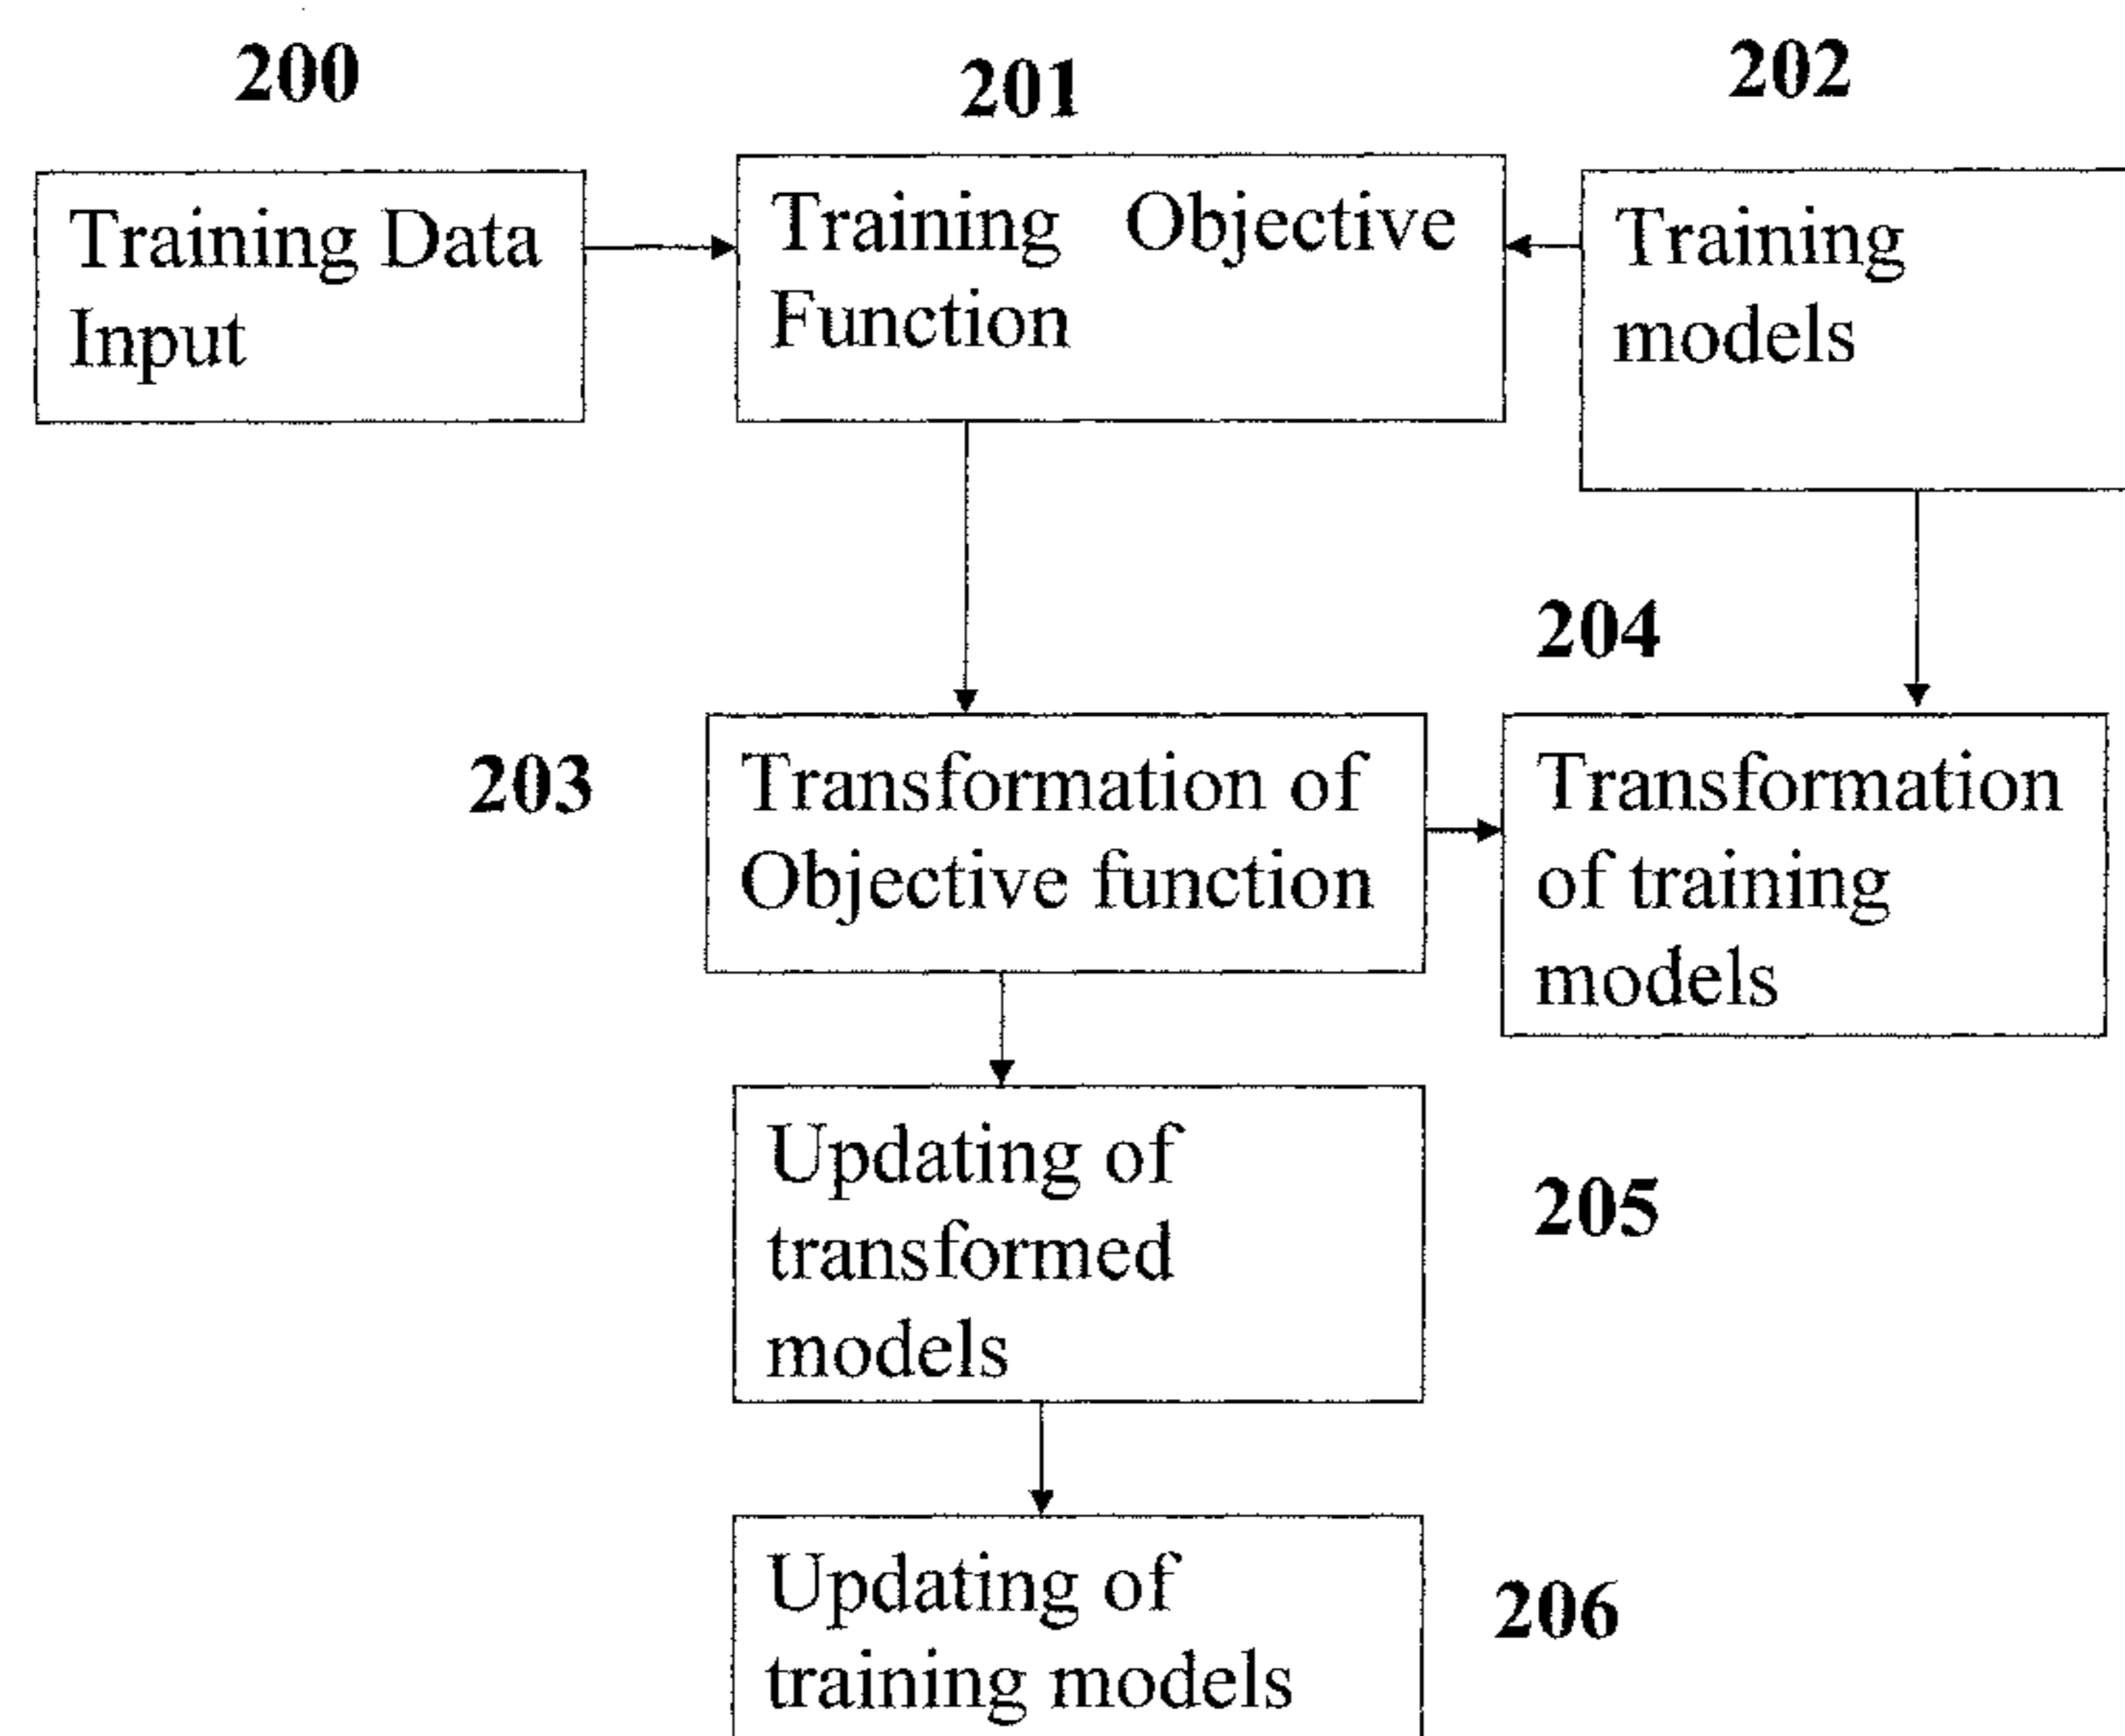 200
201
202
Training Data
Input
Training Objective
Function
Training
models
204
203
Transformation of
Objective function
Transformation
of training
models
Updating of
transformed
models
205
Updating of
training models
206